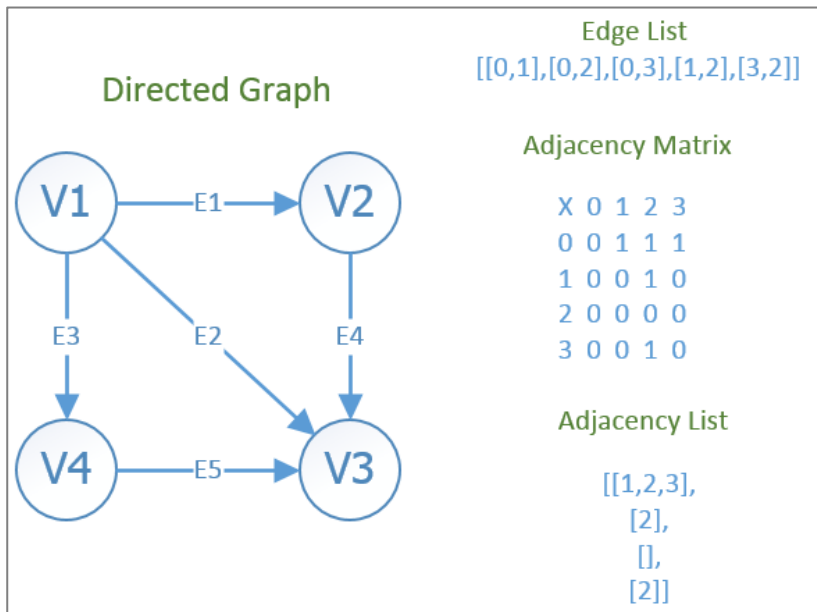 Directed Graph
V1
E1
V2
E3
E2
E4
V4
E5
V3
Edge List
[[0,1],[0,2],[0,3],[1,2],[3,2]]
Adjacency Matrix
X 0 1 2 3
0 0 1 1 1
1 0 0 1 0
2 0 0 0 0
3 0 0 1 0
Adjacency List
[[1,2,3],
[2],
[],
[2]]